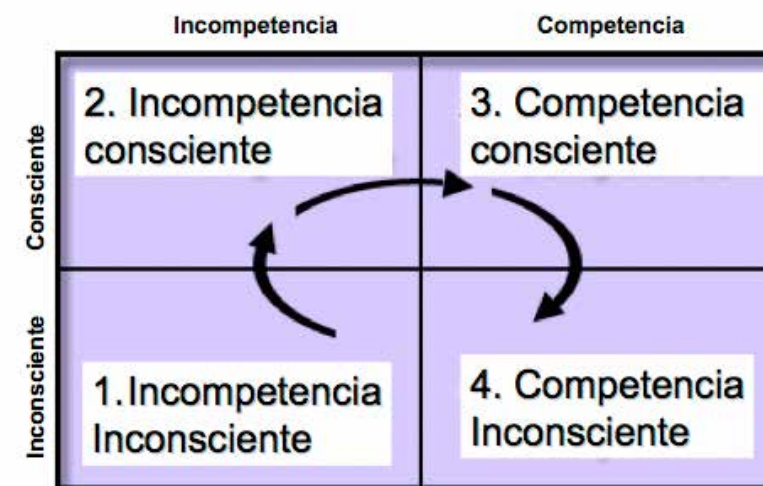 Incompetencia
Competencia
Consciente
2. Incompetencia
consciente
3. Competencia
consciente
Inconsciente
1.Incompetencia
Inconsciente
4. Competencia
Inconsciente